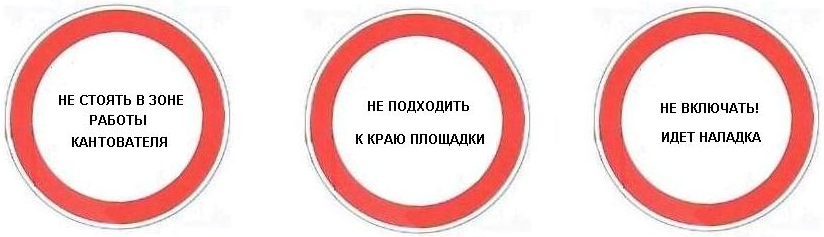 НЕ СТОЯТЬ В ЗОНЕ
РАБОТЫ
КАНТОВАТЕЛЯ
НЕ ПОДХОДИТЬ
К КРАЮ ПЛОЩАДКИ
НЕ ВКЛЮЧАТЬ!
ИДЕТ НАЛАДКА